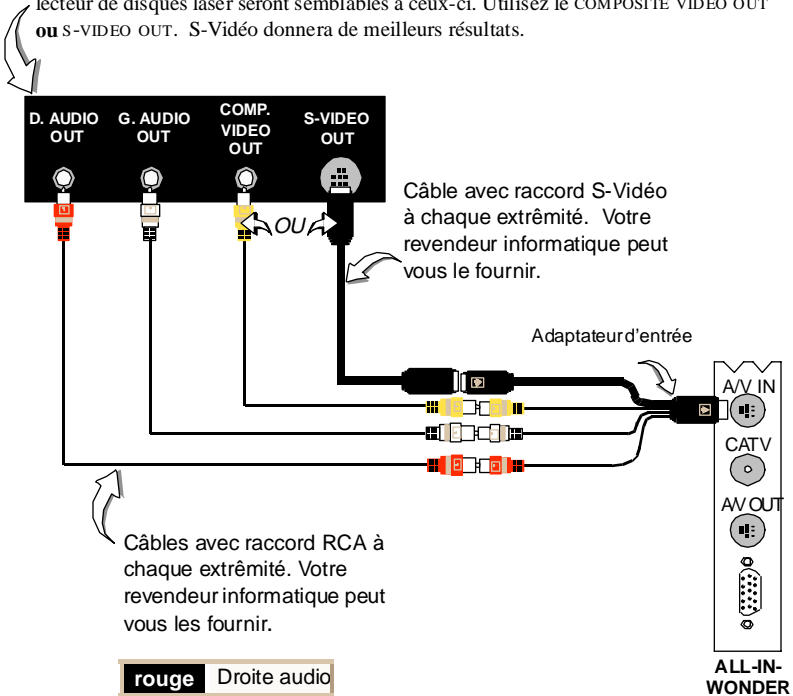 lecteur de disques laser seront semblables à ceux-ci. Utilisez le COMPOSITE VIDEO OUT
ou S-VIDEO OUT. S-Vidéo donnera de meilleurs résultats.
D. AUDIO
OUT
G. AUDIO
OUT
COMP.
VIDEO
OUT
S-VIDEO
OUT
OU
Câble avec raccord S-Vidéo
à chaque extrêmité. Votre
revendeur informatique peut
vous le fournir.
Adaptateur d’entrée
A/V IN
CATV
A/V OUT
Câbles avec raccord RCA à
chaque extrêmité. Votre
revendeur informatique peut
vous les fournir.
ALL-IN-
WONDER
rouge Droite audio